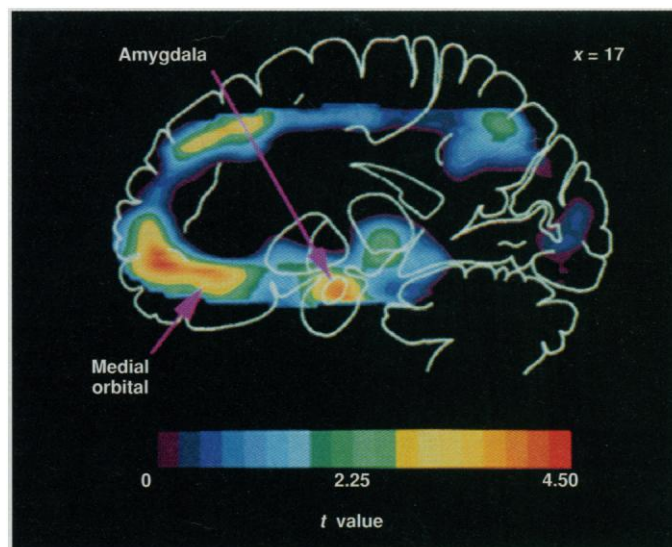 Amygdala
x = 17
Medial
orbital
0
2.25
4.50
t value